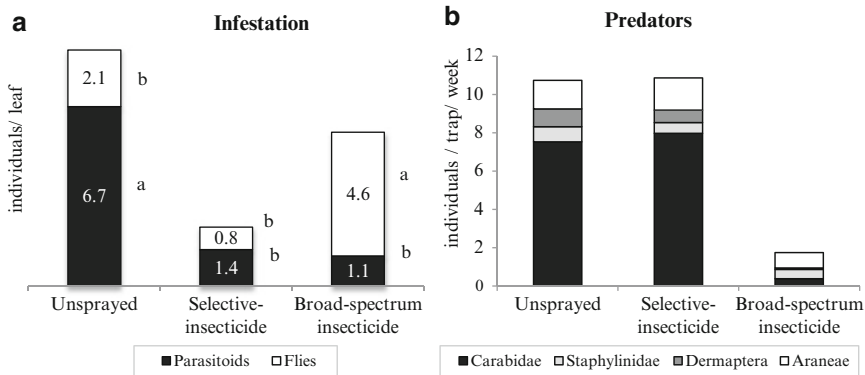 a
Infestation
individuals/ leaf
2.1
b
6.7
a
0.8
b
1.4
b
4.6
a
1.1
b
Unsprayed
Selective-
insecticide
Broad-spectrum
insecticide
Parasitoids
Flies
b
Predators
individuals / trap/ week
12
10
8
6
4
2
0
Unsprayed
Selective-
insecticide
Broad-spectrum
insecticide
Carabidae
Staphylinidae
Dermaptera
Araneae